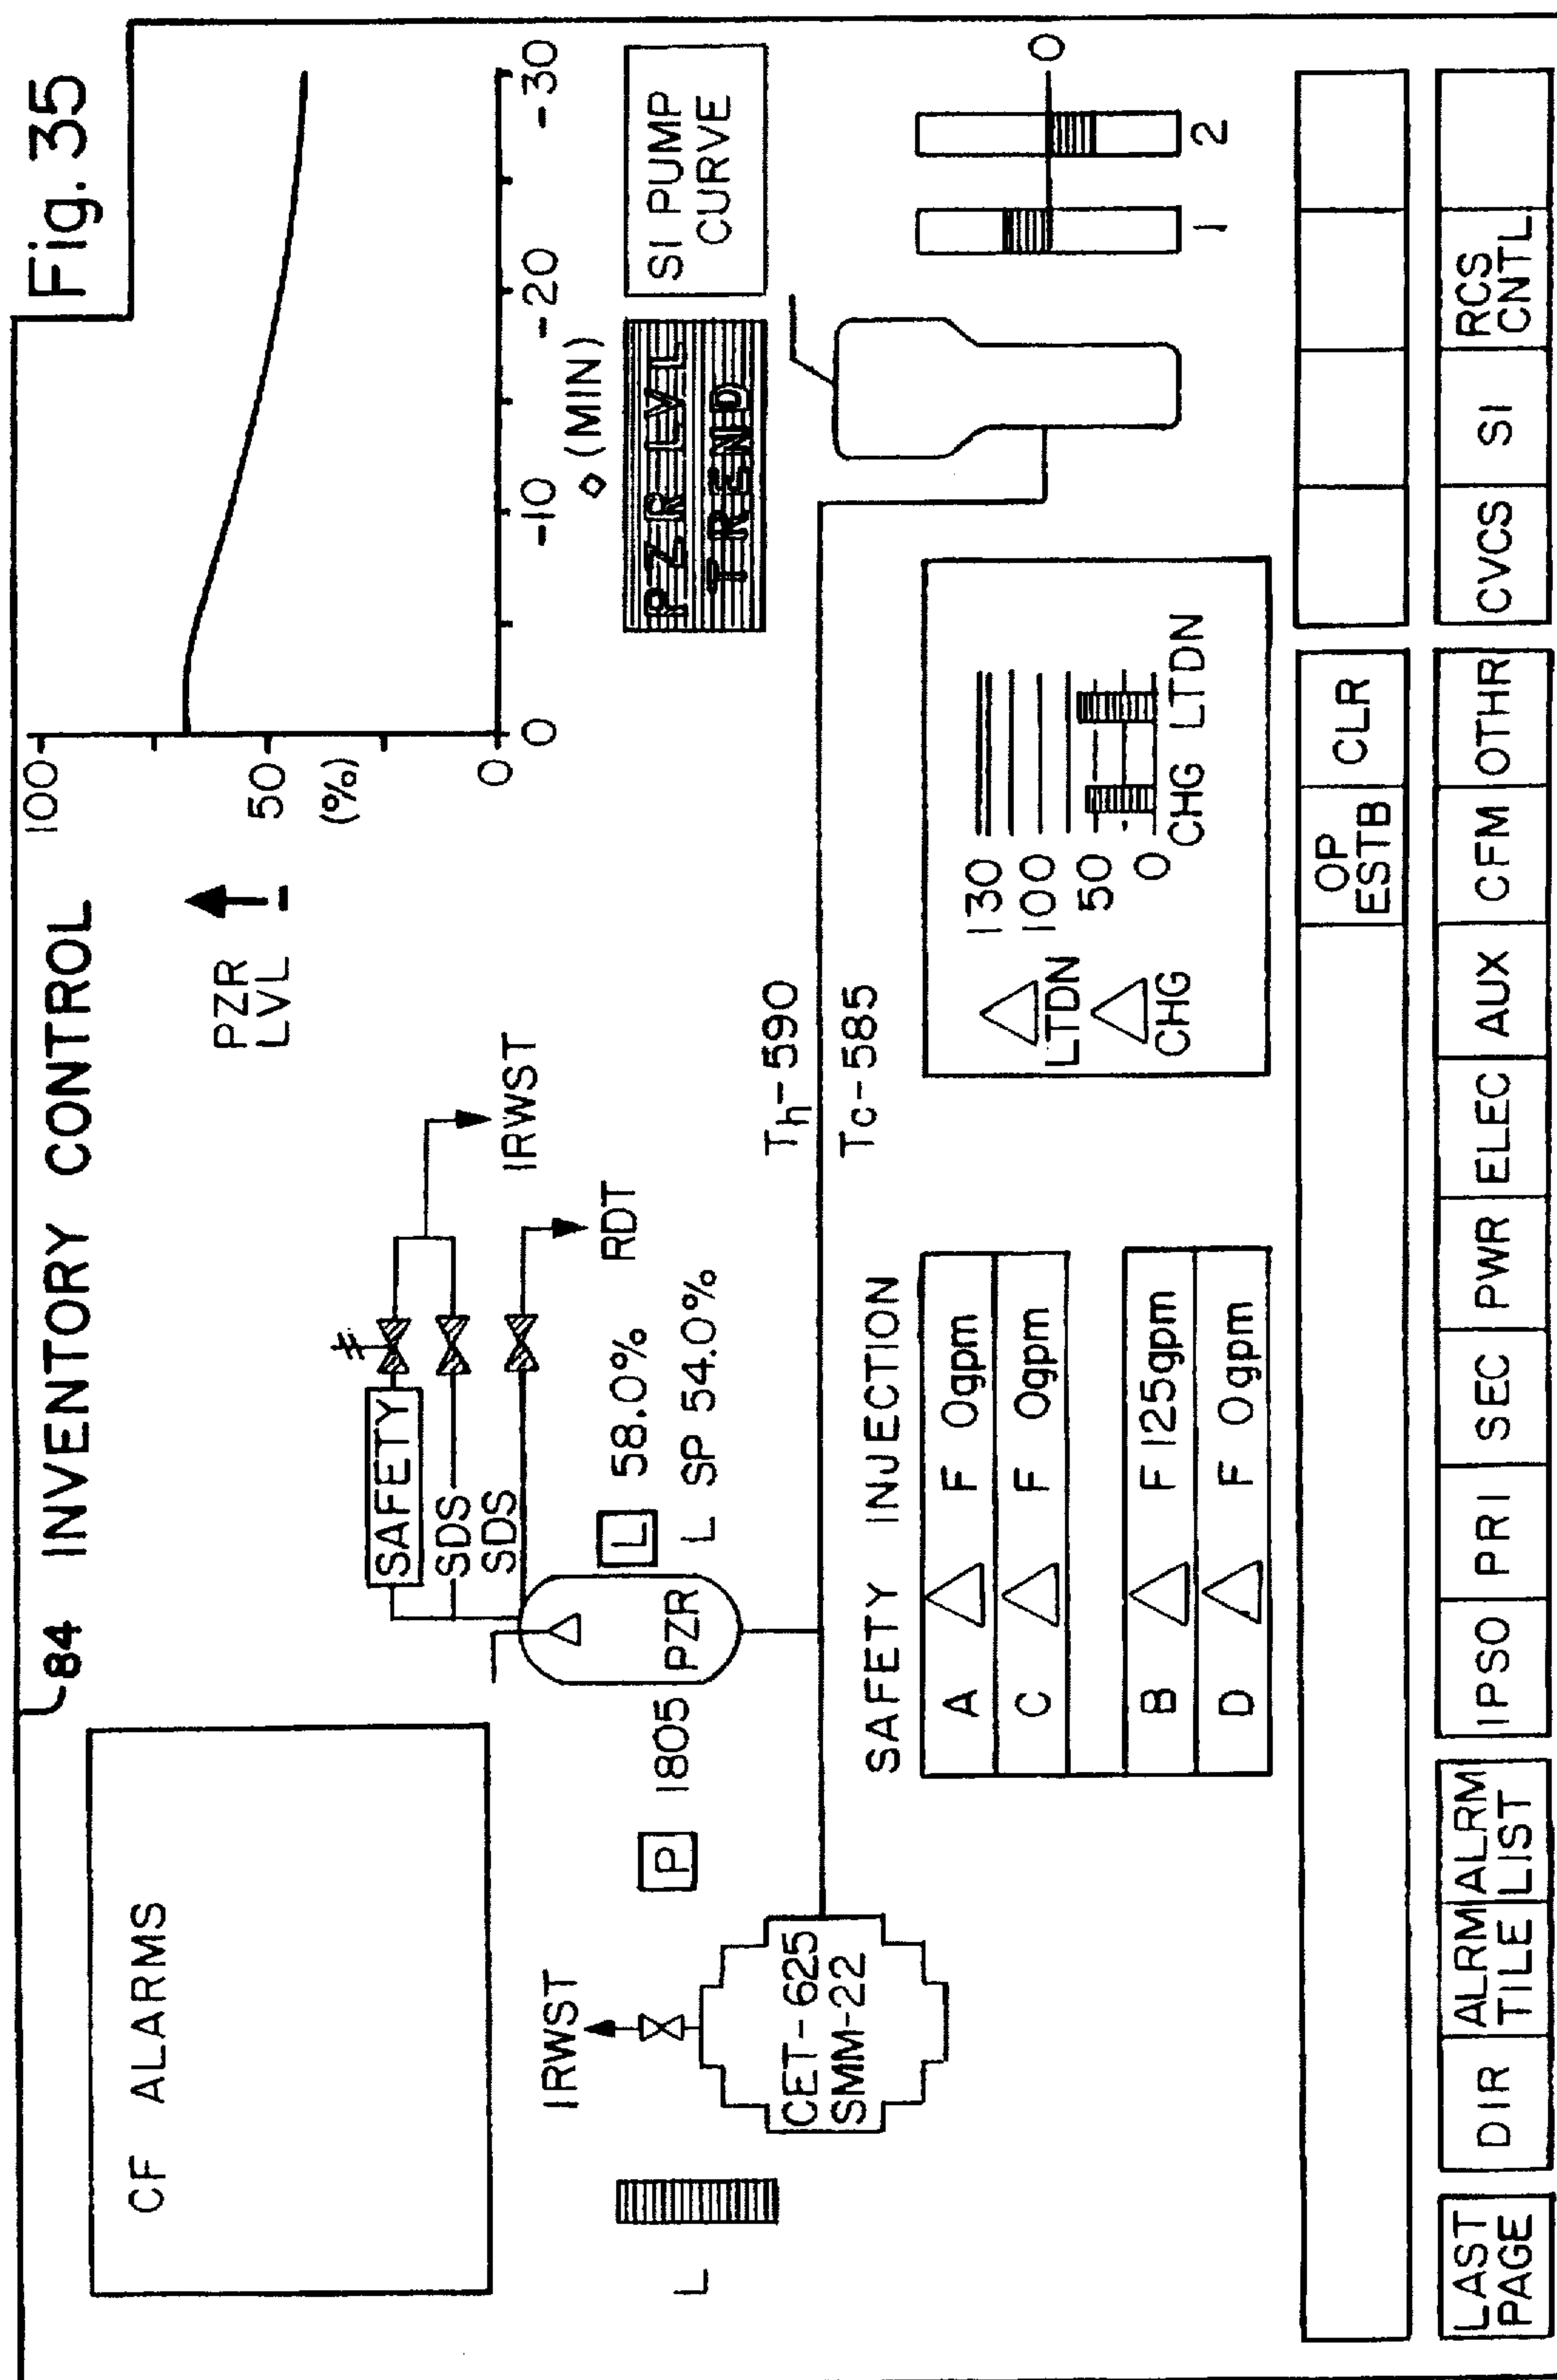 Fig. 35
84 INVENTORY CONTROL
CF ALARMS
PZR
LVL
100
50
(%)
0
0 -10 -20 -30
(MIN)
PZR LVL
TREND
SI PUMP
CURVE
SAFETY
SDS
SDS
IRWST
RDT
L 58.0%
L SP 54.0%
PZR
P 1805
IRWST
L
CET-625
SMM-22
Th-590
Tc-585
SAFETY INJECTION
A F 0gpm
C F 0gpm
B F 125gpm
D F 0gpm
LTDN
CHG
130
100
50
0
CHG LTDN
0
1 2
OP
ESTB
CLR
LAST
PAGE
DIR
ALRM
TILE
ALRM
LIST
IPSO
PRI
SEC
PWR
ELEC
AUX
CFM
OTHR
CVCS
SI
RCS
CNTL